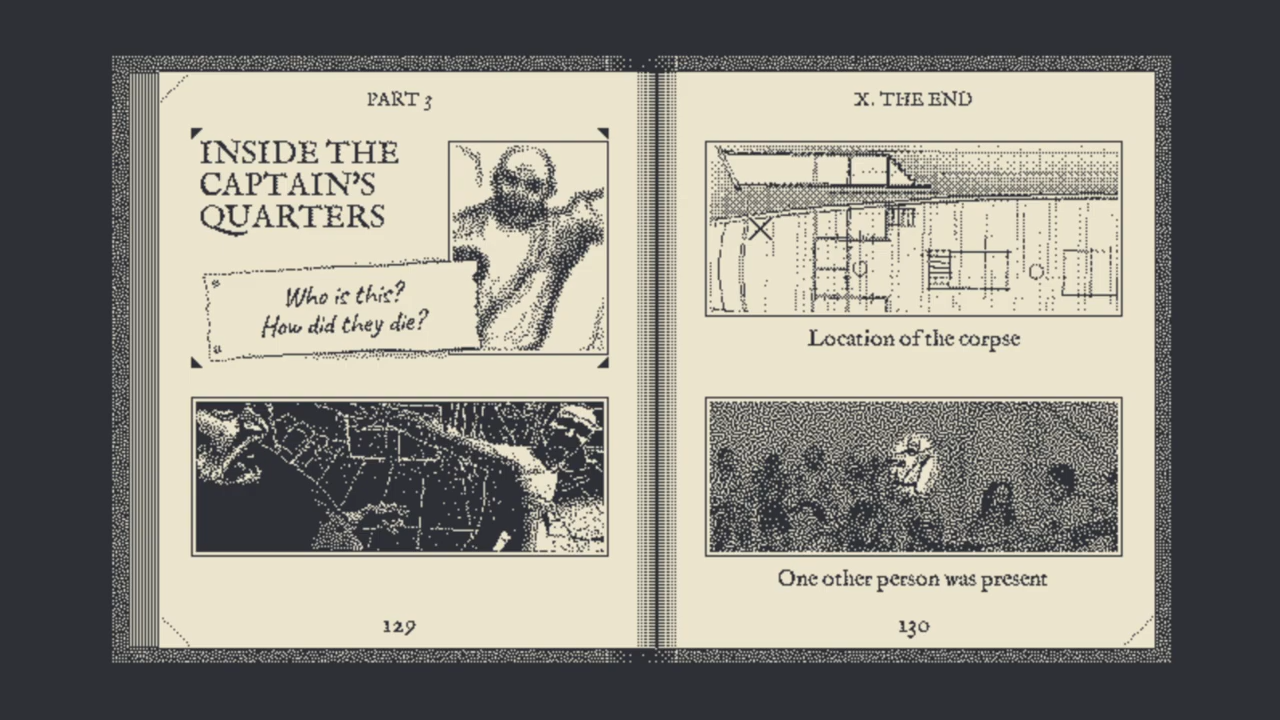 PART 3
INSIDE THE
CAPTAIN'S
QUARTERS
Who is this?
How did they die?
129
X. THE END
Location of the corpse
One other person was present
130